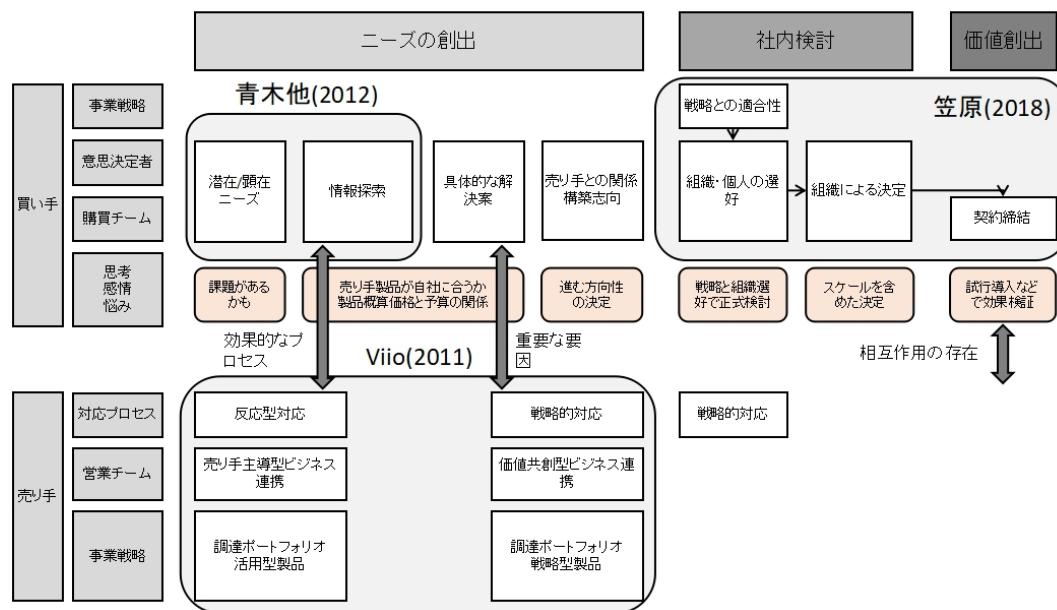 ニーズの創出
社内検討
価値創出
青木他(2012)
笠原(2018)
買い手
事業戦略
意思決定者
購買チーム
思考
感情
悩み
潜在/顕在
ニーズ
情報探索
具体的な解
決案
売り手との関係
構築志向
戦略との適合性
組織・個人の選
好
組織による決定
契約締結
課題がある
かも
売り手製品が自社に合うか
製品概算価格と予算の関係
進む方向性
の決定
戦略と組織選
好で正式検討
スケールを含
めた決定
試行導入など
で効果検証
効果的なプ
ロセス
重要な要
因
相互作用の存在
Viio(2011)
売り手
対応プロセス
反応型対応
戦略的対応
戦略的対応
営業チーム
売り手主導型ビジネス
連携
価値共創型ビジネス連
携
事業戦略
調達ポートフォリオ
活用型製品
調達ポートフォリオ
戦略型製品